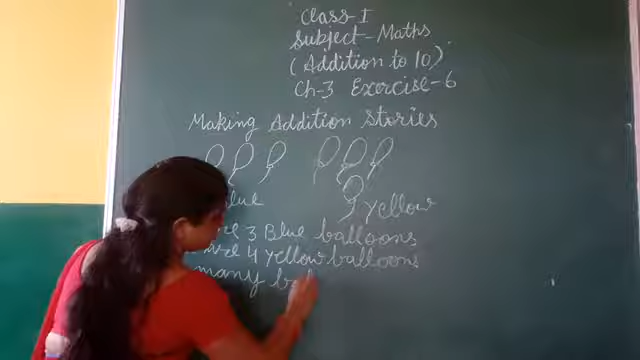 Class-I
Subject-Maths
(Addition to 10)
Ch-3 Exercise-6
Making Addition Stories
Yellow
3 Blue balloons
4 Yellow balloons
many